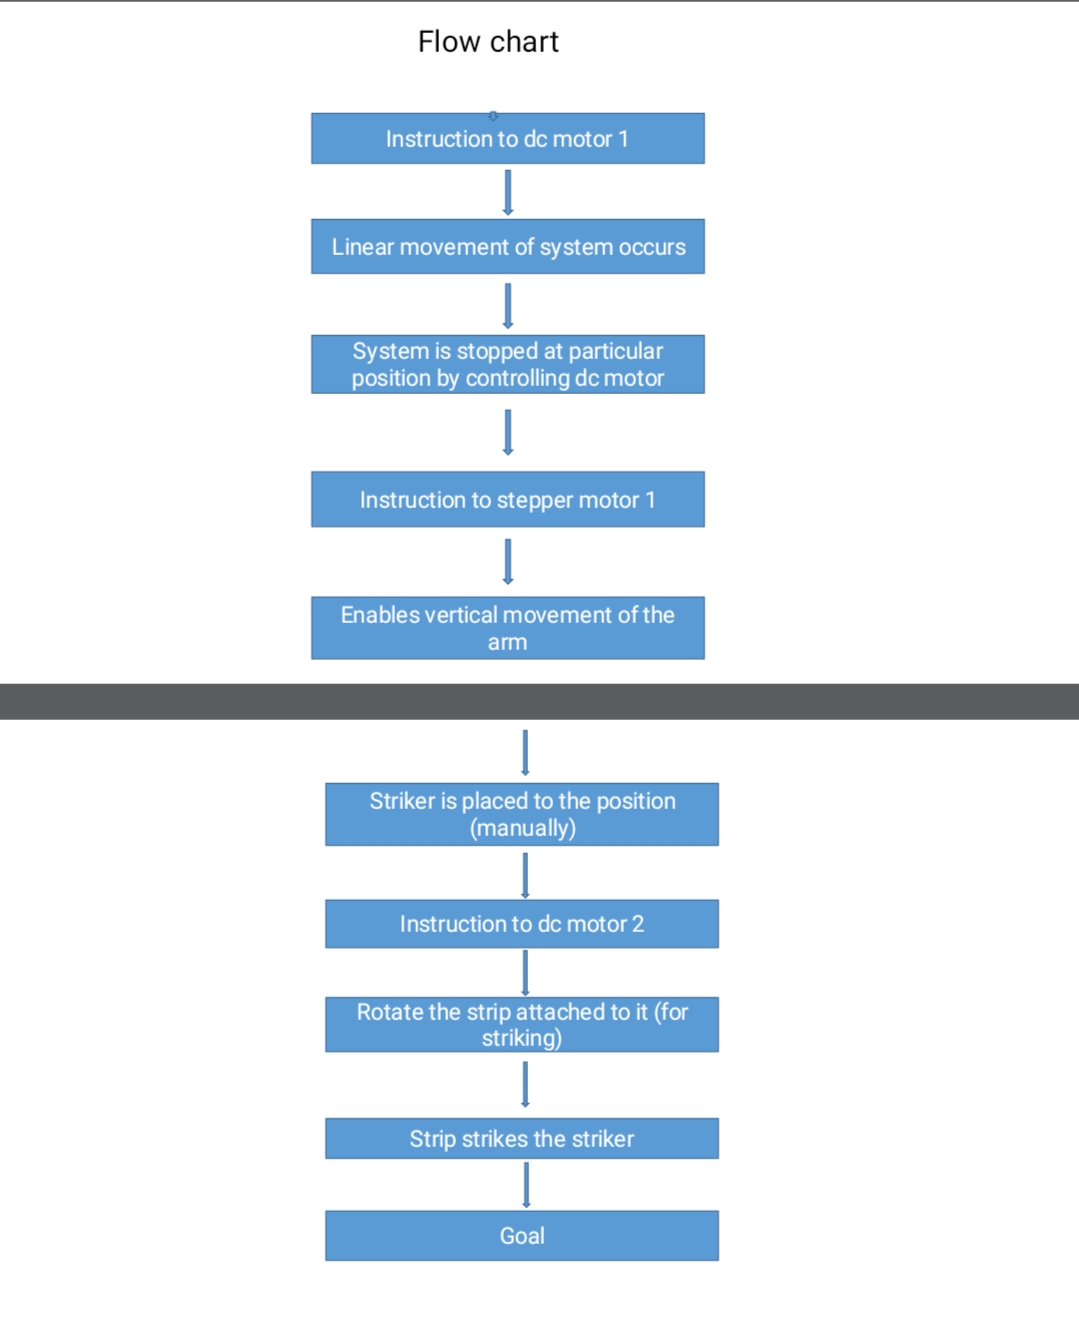 Flow chart
Instruction to dc motor 1
Linear movement of system occurs
System is stopped at particular
position by controlling dc motor
Instruction to stepper motor 1
Enables vertical movement of the
arm
Striker is placed to the position
(manually)
Instruction to dc motor 2
Rotate the strip attached to it (for
striking)
Strip strikes the striker
Goal